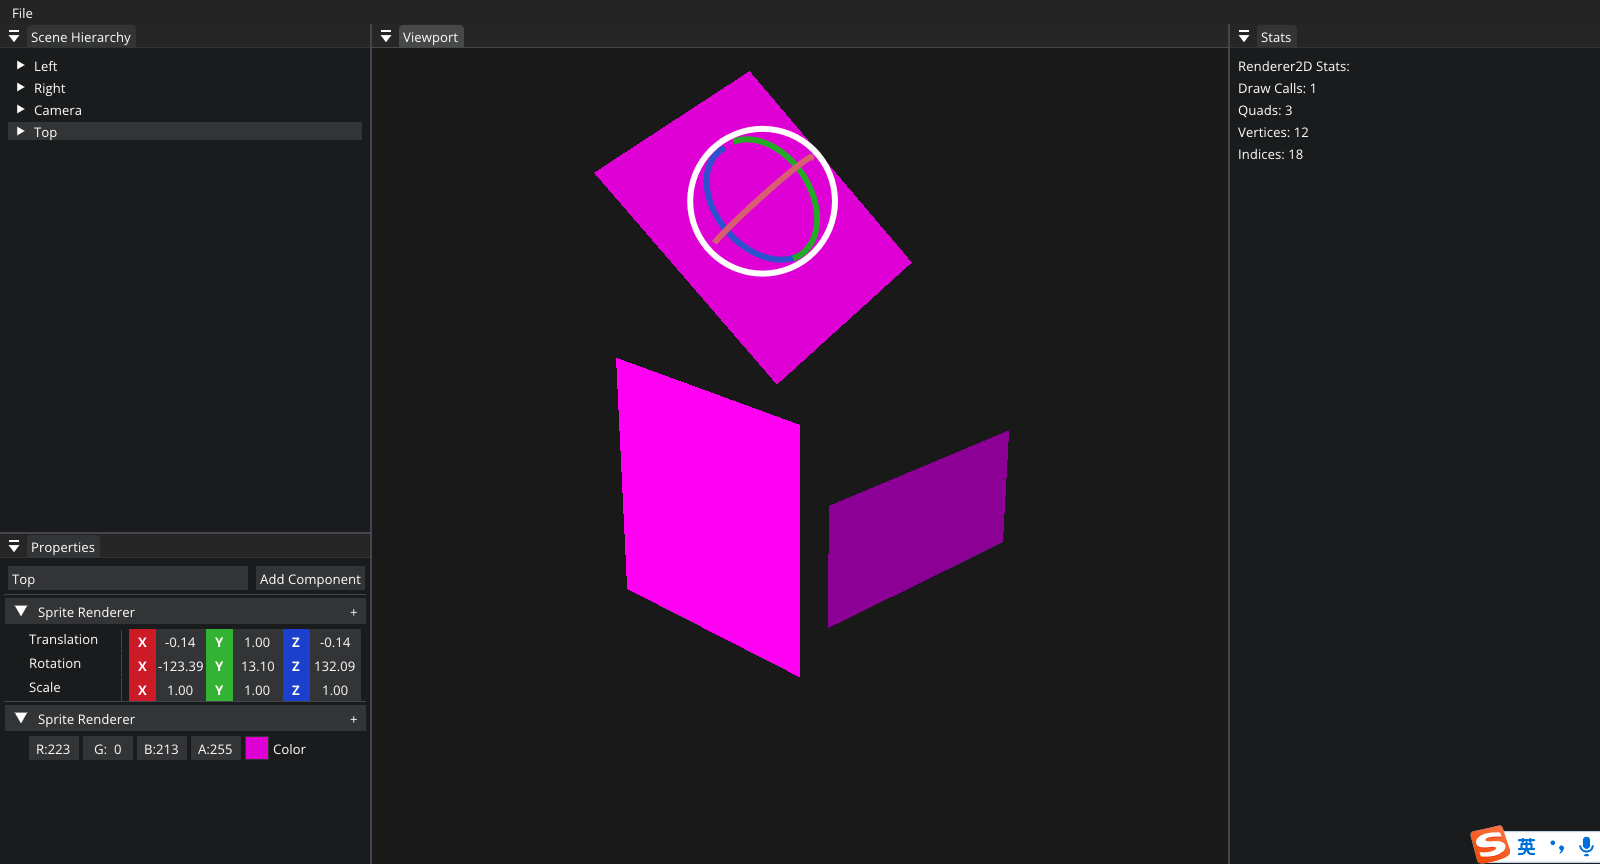 File
Scene Hierarchy
Left
Right
Camera
Top
Properties
Top Add Component
Sprite Renderer +
Translation X -0.14 Y 1.00 Z -0.14
Rotation X -123.39 Y 13.10 Z 132.09
Scale X 1.00 Y 1.00 Z 1.00
Sprite Renderer +
R:223 G: 0 B:213 A:255 Color
Viewport
Stats
Renderer2D Stats:
Draw Calls: 1
Quads: 3
Vertices: 12
Indices: 18
S 英 •,